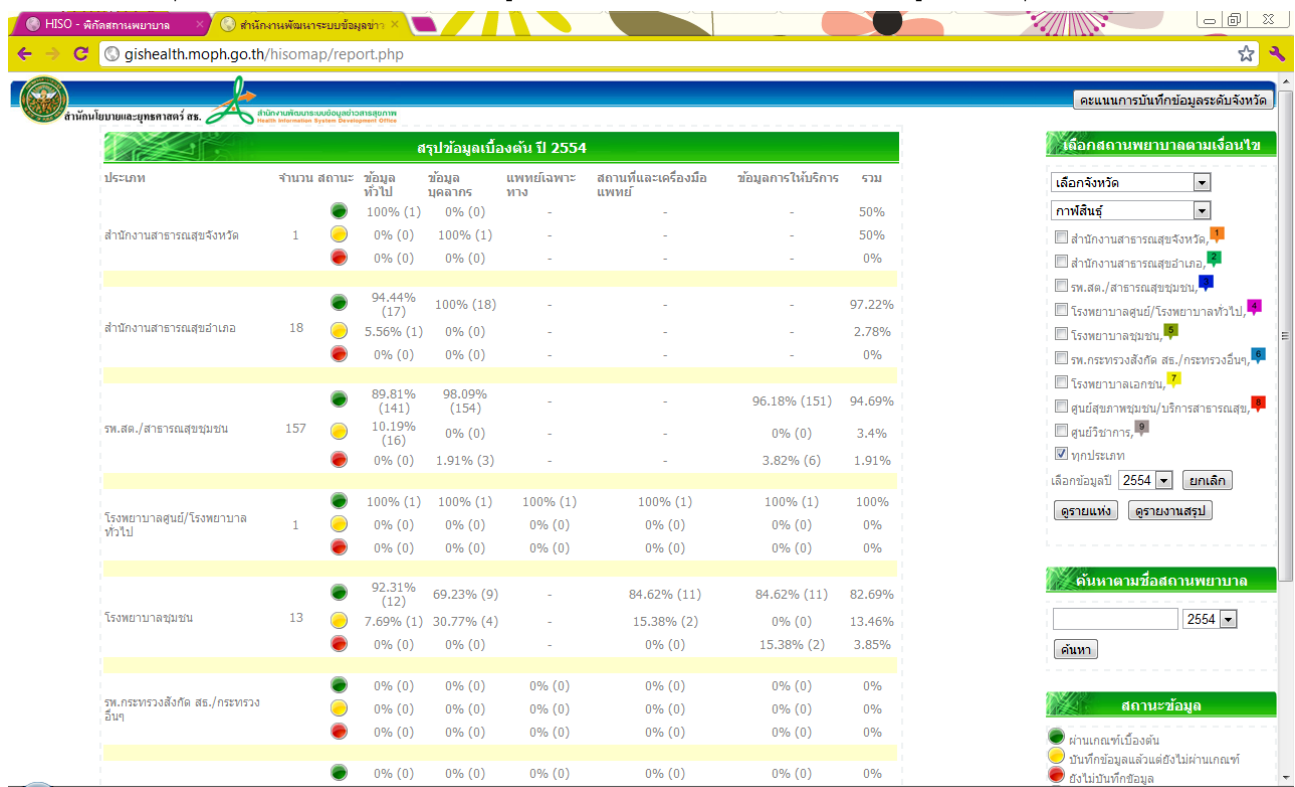 HISO - พิกัดสถานพยาบาล
สำนักงานพัฒนาระบบข้อมูลข่าว
gishealth.moph.go.th/hisomap/report.php
คะแนนการบันทึกข้อมูลระดับจังหวัด
สำนักนโยบายและยุทธศาสตร์ สธ.
สำนักงานพัฒนาระบบข้อมูลข่าวสารสุขภาพ
Health Information System Development Office
สรุปข้อมูลเบื้องต้น ปี 2554
ประเภท จำนวน สถานะ ข้อมูลทั่วไป ข้อมูลบุคลากร แพทย์เฉพาะทาง สถานที่และเครื่องมือแพทย์ ข้อมูลการให้บริการ รวม
100% (1) 0% (0) - - - 50%
สำนักงานสาธารณสุขจังหวัด 1 0% (0) 100% (1) - - - 50%
0% (0) 0% (0) - - - 0%
94.44% (17) 100% (18) - - - 97.22%
สำนักงานสาธารณสุขอำเภอ 18 5.56% (1) 0% (0) - - - 2.78%
0% (0) 0% (0) - - - 0%
89.81% (141) 98.09% (154) - - 96.18% (151) 94.69%
รพ.สต./สาธารณสุขชุมชน 157 10.19% (16) 0% (0) - - 0% (0) 3.4%
0% (0) 1.91% (3) - - 3.82% (6) 1.91%
100% (1) 100% (1) 100% (1) 100% (1) 100% (1) 100%
โรงพยาบาลศูนย์/โรงพยาบาลทั่วไป 1 0% (0) 0% (0) 0% (0) 0% (0) 0% (0) 0%
0% (0) 0% (0) 0% (0) 0% (0) 0% (0) 0%
92.31% (12) 69.23% (9) - 84.62% (11) 84.62% (11) 82.69%
โรงพยาบาลชุมชน 13 7.69% (1) 30.77% (4) - 15.38% (2) 0% (0) 13.46%
0% (0) 0% (0) - 0% (0) 15.38% (2) 3.85%
0% (0) 0% (0) 0% (0) 0% (0) 0% (0) 0%
รพ.กระทรวงสังกัด สธ./กระทรวงอื่นๆ 0% (0) 0% (0) 0% (0) 0% (0) 0% (0) 0%
0% (0) 0% (0) 0% (0) 0% (0) 0% (0) 0%
0% (0) 0% (0) 0% (0) 0% (0) 0% (0) 0%
เลือกสถานพยาบาลตามเงื่อนไข
เลือกจังหวัด
กาฬสินธุ์
สำนักงานสาธารณสุขจังหวัด, 1
สำนักงานสาธารณสุขอำเภอ, 2
รพ.สต./สาธารณสุขชุมชน, 3
โรงพยาบาลศูนย์/โรงพยาบาลทั่วไป, 4
โรงพยาบาลชุมชน, 5
รพ.กระทรวงสังกัด สธ./กระทรวงอื่นๆ, 6
โรงพยาบาลเอกชน, 7
ศูนย์สุขภาพชุมชน/บริการสาธารณสุข, 8
ศูนย์วิชาการ, 9
ทุกประเภท
เลือกข้อมูลปี 2554 ยกเลิก
ดูรายแห่ง ดูรายงานสรุป
ค้นหาตามชื่อสถานพยาบาล
2554
ค้นหา
สถานะข้อมูล
ผ่านเกณฑ์เบื้องต้น
บันทึกข้อมูลแล้วแต่ยังไม่ผ่านเกณฑ์
ยังไม่บันทึกข้อมูล